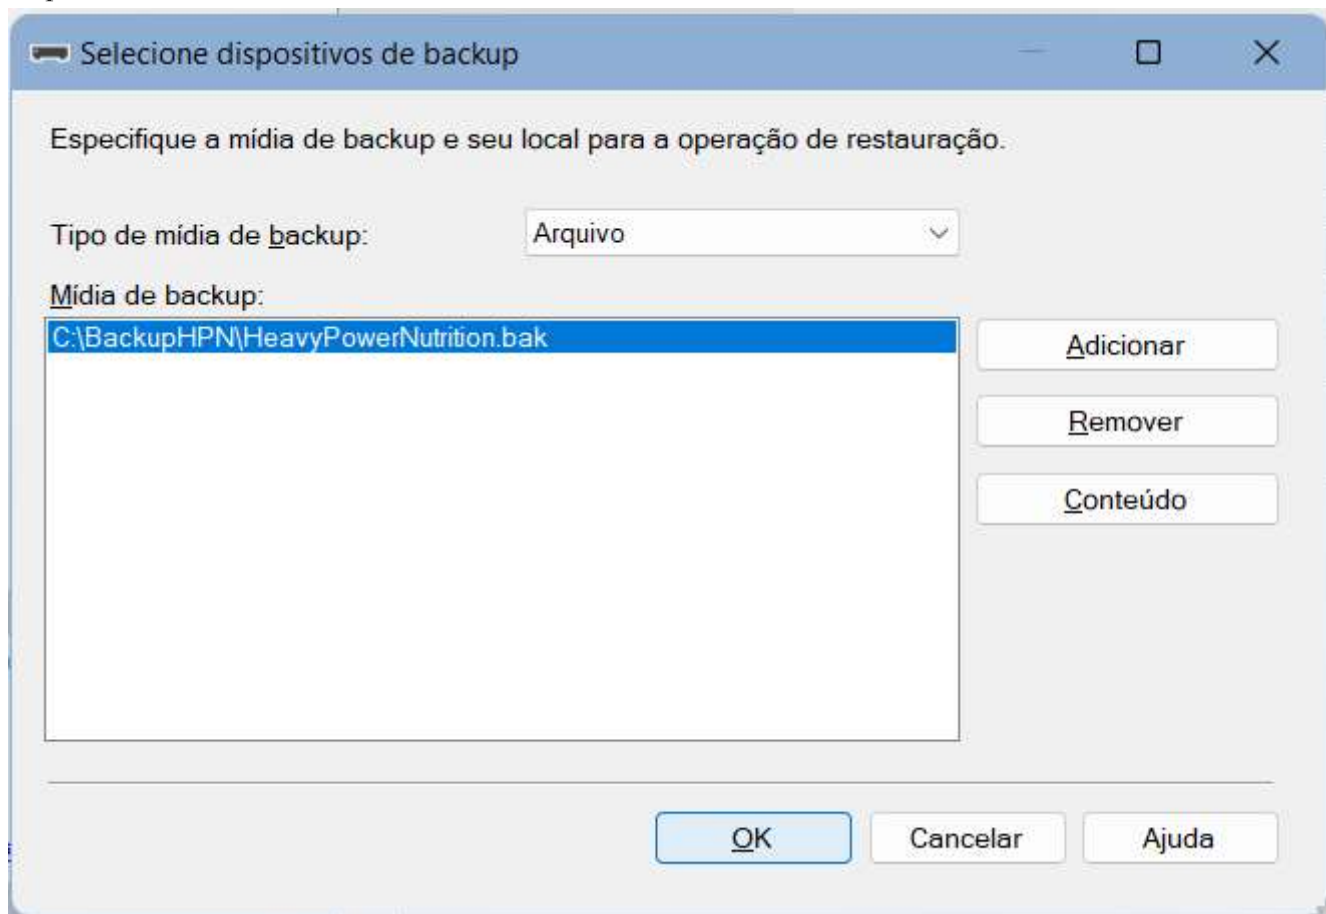 Selecione dispositivos de backup
Especifique a mídia de backup e seu local para a operação de restauração.
Tipo de mídia de backup:
Arquivo
Mídia de backup:
C:\BackupHPN\HeavyPowerNutrition.bak
Adicionar
Remover
Conteúdo
OK
Cancelar
Ajuda